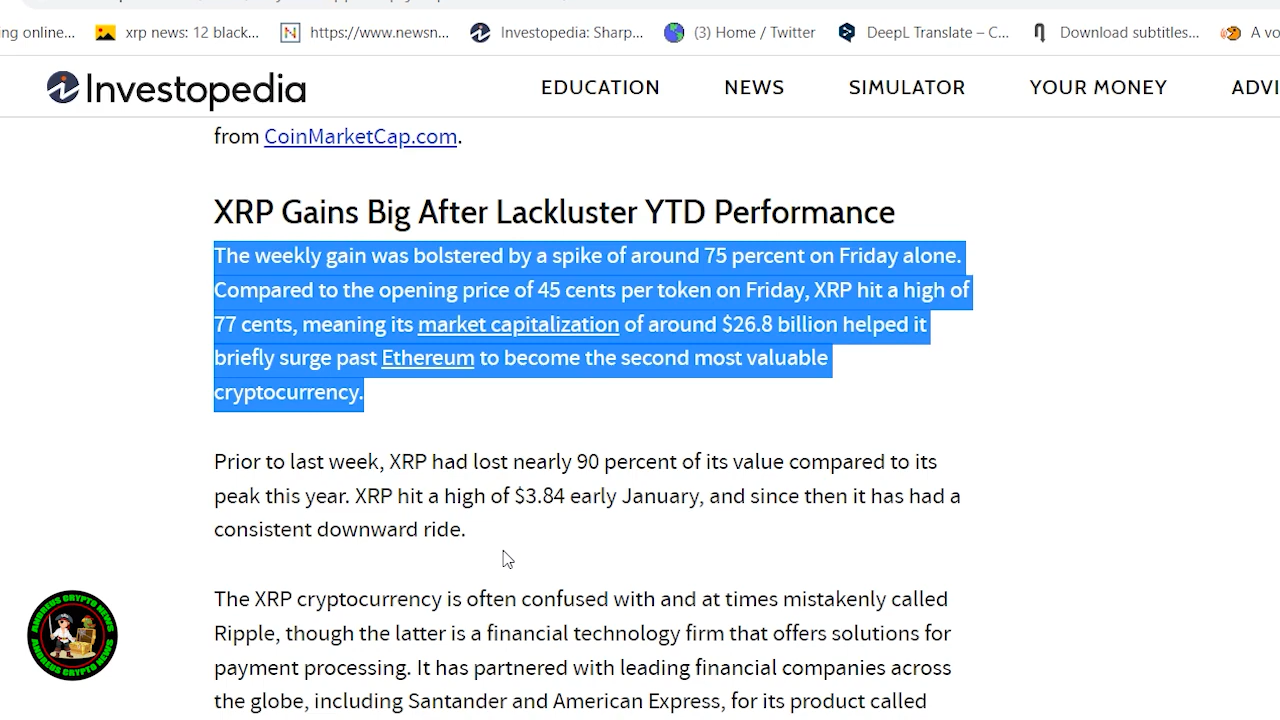 ing online...
xrp news: 12 black...
https://www.newsn...
Investopedia: Sharp...
(3) Home / Twitter
DeepL Translate – C...
Download subtitles...
A vo
Investopedia
EDUCATION
NEWS
SIMULATOR
YOUR MONEY
ADVI
from CoinMarketCap.com.
XRP Gains Big After Lackluster YTD Performance
The weekly gain was bolstered by a spike of around 75 percent on Friday alone.
Compared to the opening price of 45 cents per token on Friday, XRP hit a high of
77 cents, meaning its market capitalization of around $26.8 billion helped it
briefly surge past Ethereum to become the second most valuable
cryptocurrency.
Prior to last week, XRP had lost nearly 90 percent of its value compared to its
peak this year. XRP hit a high of $3.84 early January, and since then it has had a
consistent downward ride.
The XRP cryptocurrency is often confused with and at times mistakenly called
Ripple, though the latter is a financial technology firm that offers solutions for
payment processing. It has partnered with leading financial companies across
the globe, including Santander and American Express, for its product called
ANDREUS CRYPTO NEWS
ANDREUS CRYPTO NEWS